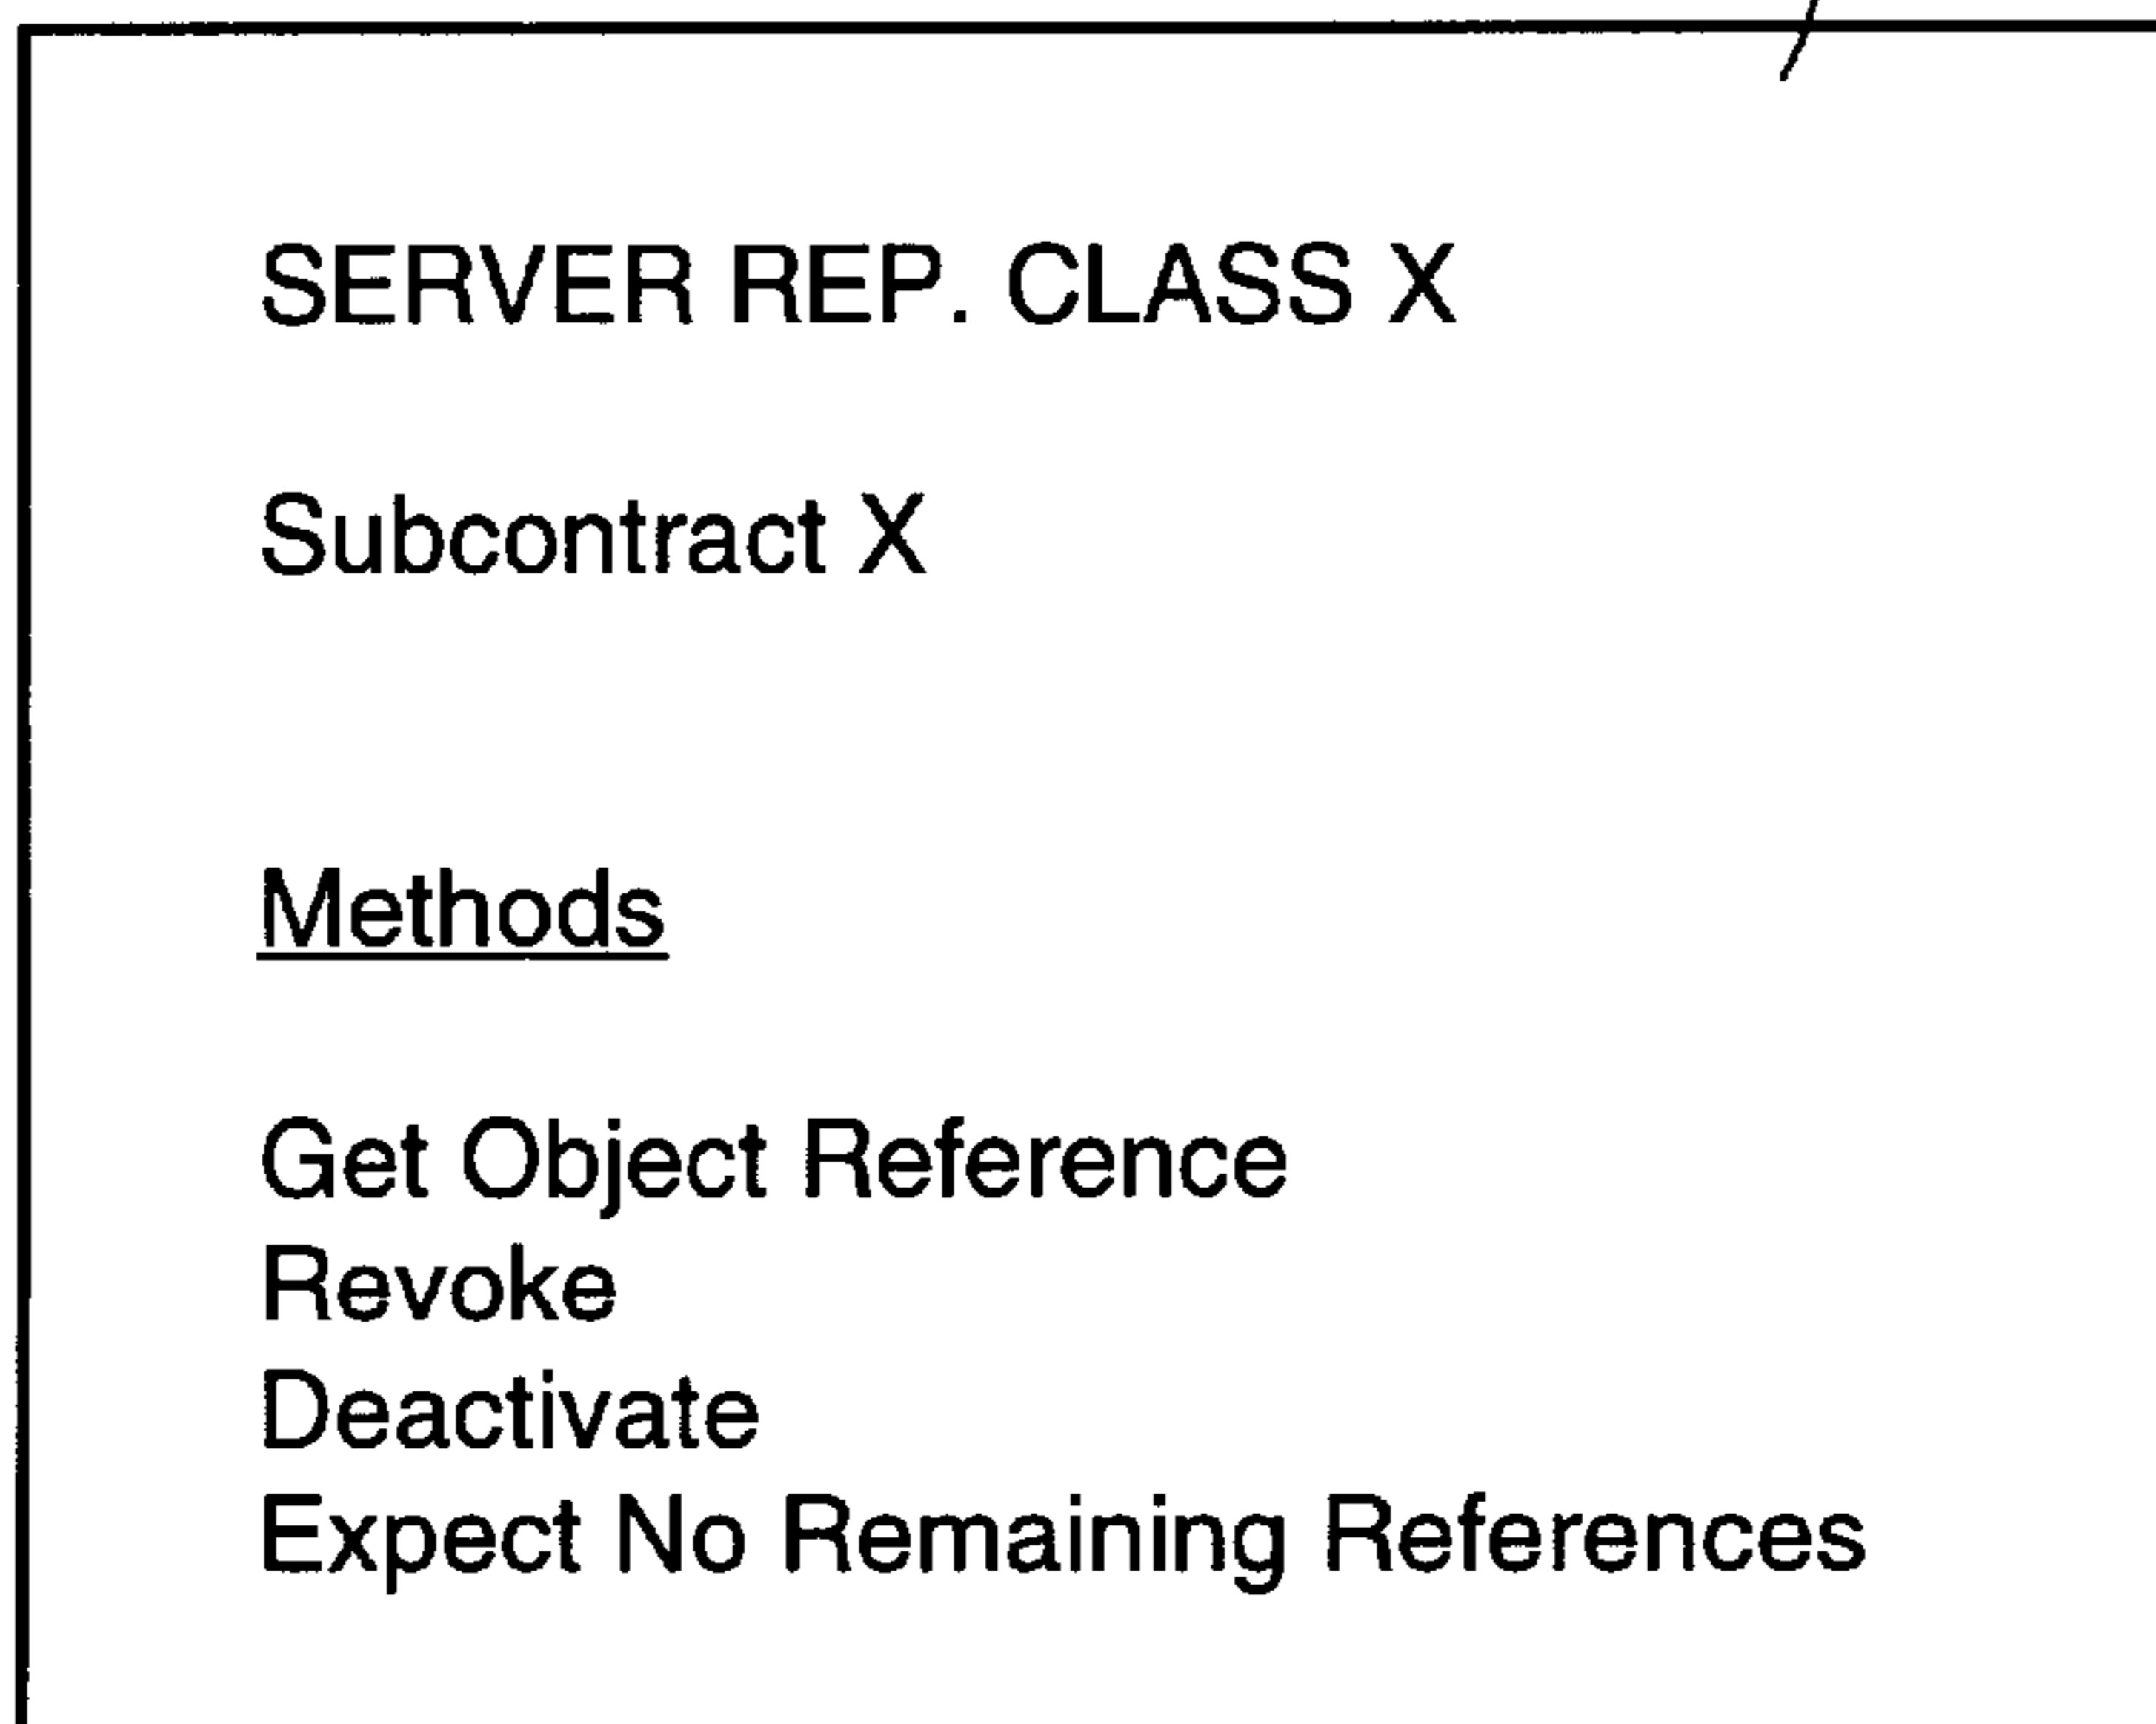 SERVER REP. CLASS X
Subcontract X
Methods
Get Object Reference
Revoke
Deactivate
Expect No Remaining References